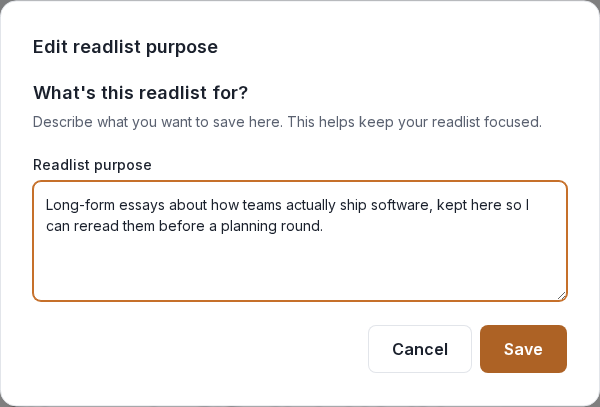 Edit readlist purpose
What's this readlist for?
Describe what you want to save here. This helps keep your readlist focused.
Readlist purpose
Long-form essays about how teams actually ship software, kept here so I
can reread them before a planning round.
Cancel
Save